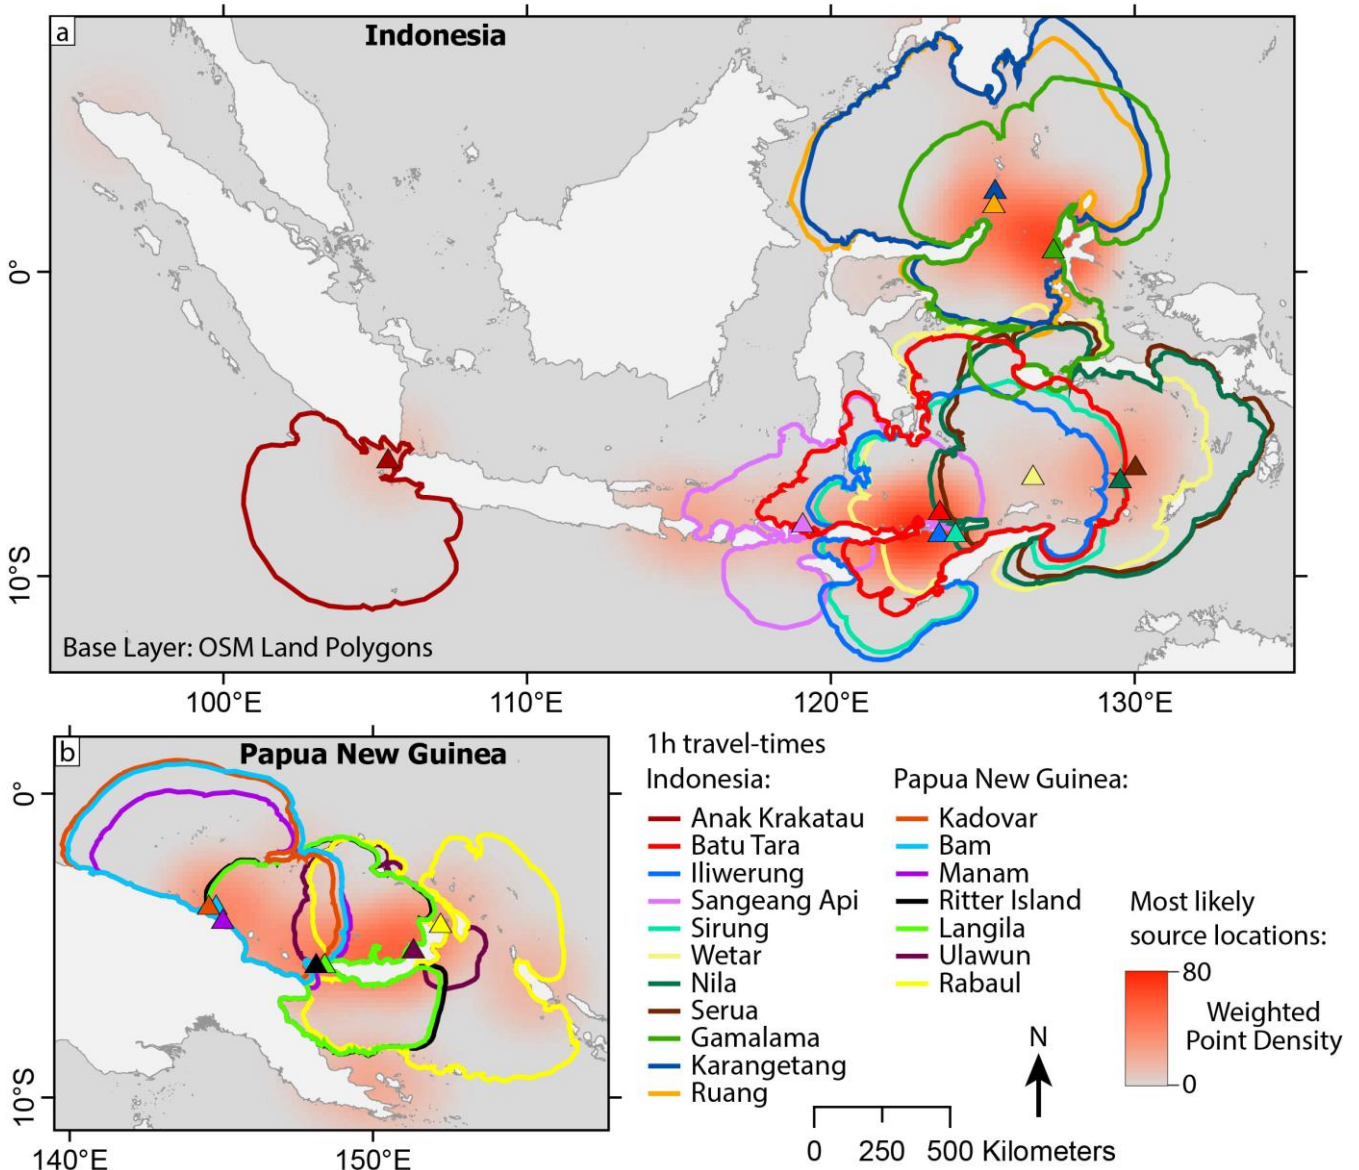 a
Indonesia
0°
10°S
Base Layer: OSM Land Polygons
100°E
110°E
120°E
130°E
b
Papua New Guinea
0°
10°S
140°E
150°E
1h travel-times
Indonesia:
Anak Krakatau
Batu Tara
Iliwerung
Sangeang Api
Sirung
Wetar
Nila
Serua
Gamalama
Karangetang
Ruang
Papua New Guinea:
Kadovar
Bam
Manam
Ritter Island
Langila
Ulawun
Rabaul
Most likely
source locations:
80
Weighted
Point Density
0
N
0 250 500 Kilometers